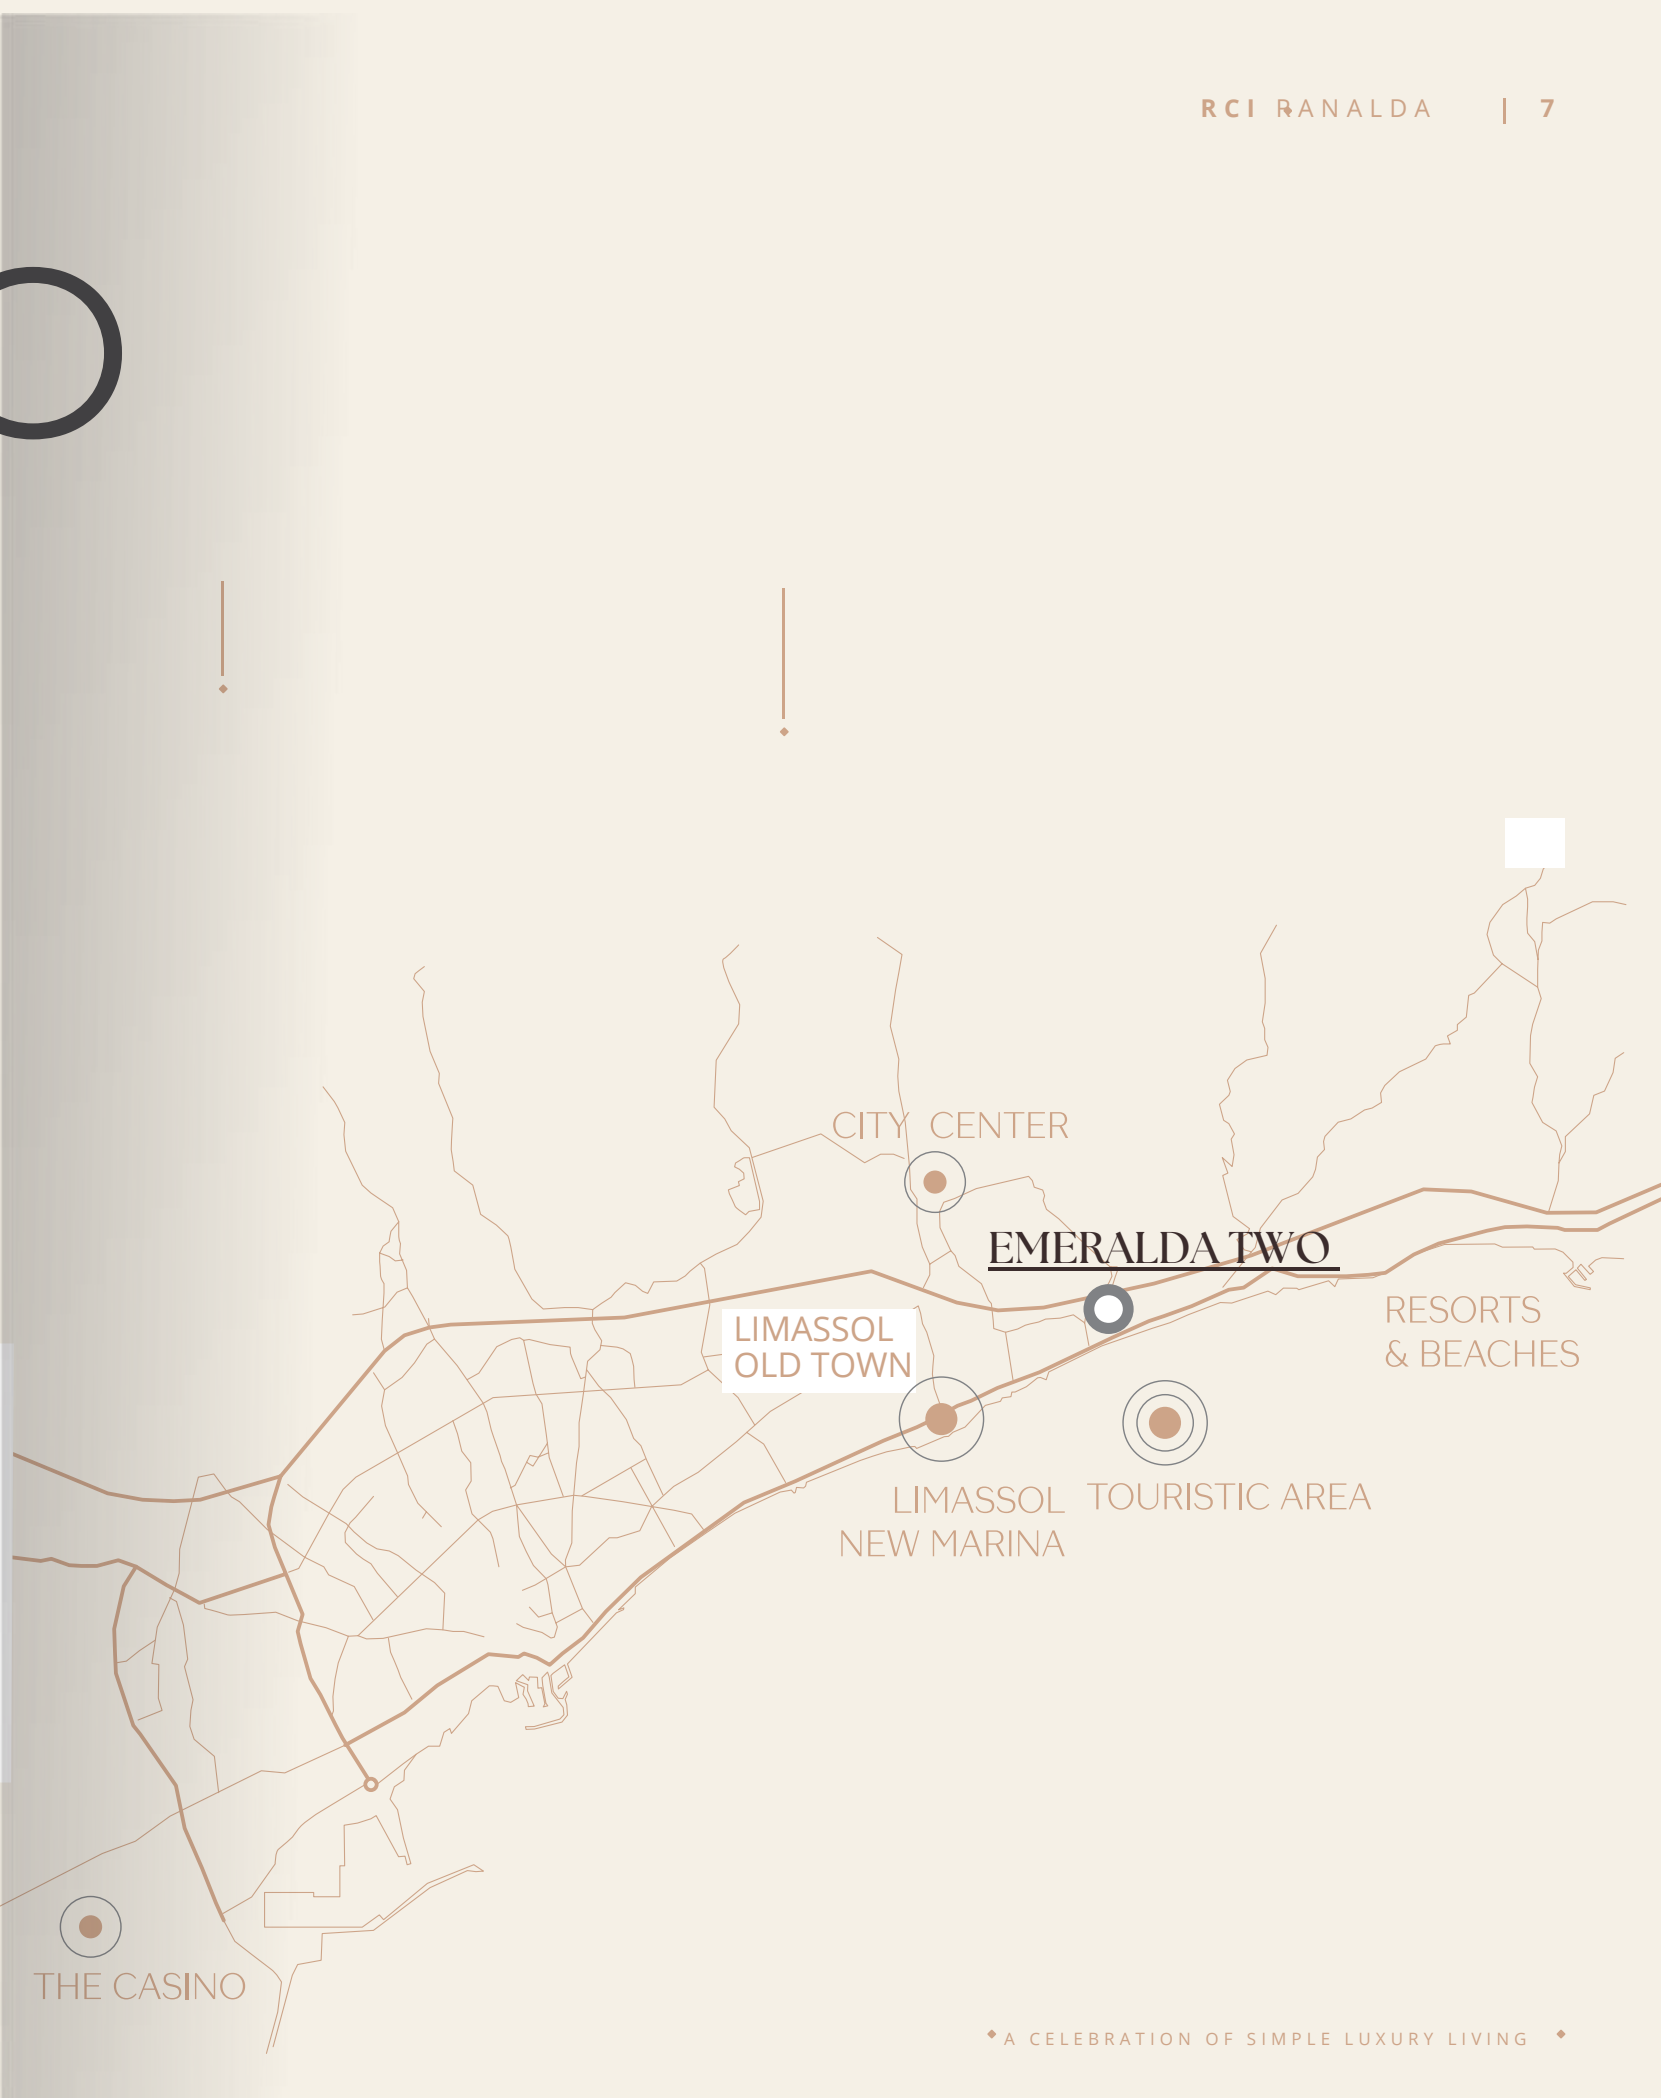 RCI RANALDA | 7
CITY CENTER
EMERALDA TWO
RESORTS
& BEACHES
LIMASSOL
OLD TOWN
LIMASSOL
NEW MARINA
TOURISTIC AREA
THE CASINO
A CELEBRATION OF SIMPLE LUXURY LIVING